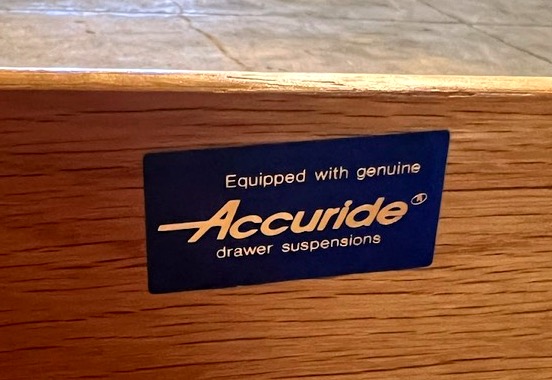 Equipped with genuine
Accuride®
drawer suspensions